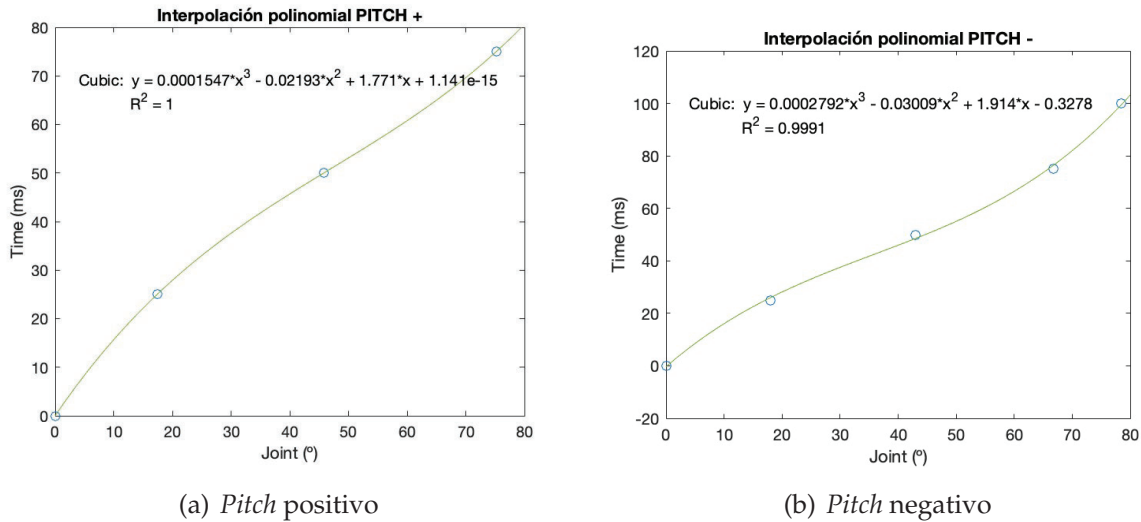 Interpolación polinomial PITCH +
80
70
60
50
40
30
20
10
0
Time (ms)
Cubic: y = 0.0001547*x^3 - 0.02193*x^2 + 1.771*x + 1.141e-15
R^2 = 1
0 10 20 30 40 50 60 70 80
Joint (º)
(a) Pitch positivo
Interpolación polinomial PITCH -
120
100
80
60
40
20
0
-20
Time (ms)
Cubic: y = 0.0002792*x^3 - 0.03009*x^2 + 1.914*x - 0.3278
R^2 = 0.9991
0 10 20 30 40 50 60 70 80
Joint (º)
(b) Pitch negativo